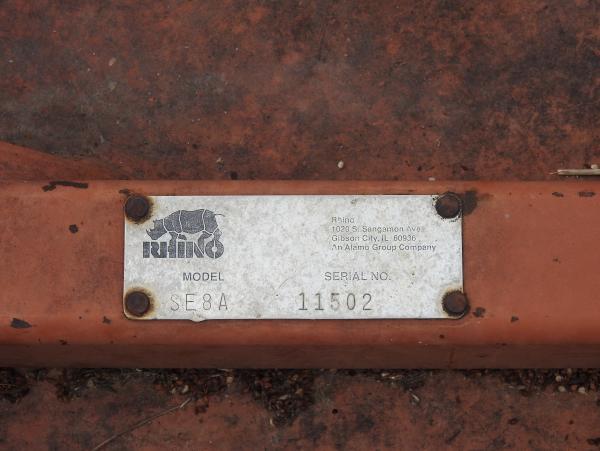 RHINO
Rhino
1020 S. Sangamon Ave.
Gibson City, IL 60936
An Alamo Group Company
MODEL SERIAL NO.
SE8A 11502